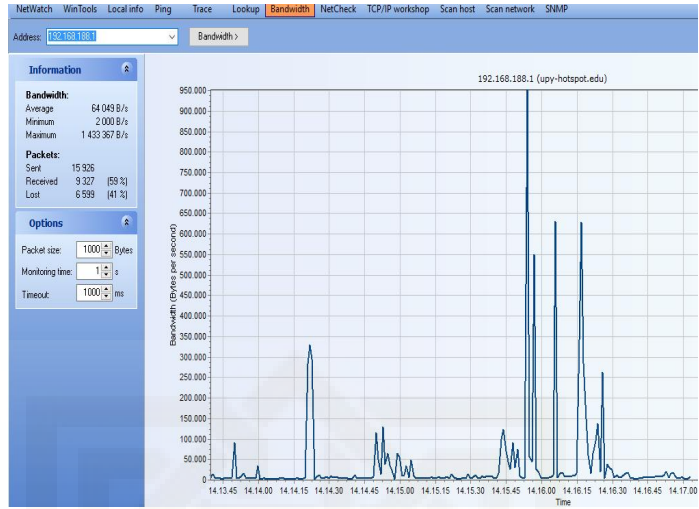 NetWatch WinTools Local info Ping Trace Lookup Bandwidth NetCheck TCP/IP workshop Scan host Scan network SNMP
Address: 192.168.188.1 Bandwidth >
Information
Bandwidth:
Average 64 049 B/s
Minimum 2 000 B/s
Maximum 1 433 367 B/s
Packets:
Sent 15 926
Received 9 327 (59 %)
Lost 6 599 (41 %)
Options
Packet size: 1000 Bytes
Monitoring time: 1 s
Timeout: 1000 ms
192.168.188.1 (upy-hotspot.edu)
Bandwidth (Bytes per second)
950.000
900.000
850.000
800.000
750.000
700.000
650.000
600.000
550.000
500.000
450.000
400.000
350.000
300.000
250.000
200.000
150.000
100.000
50.000
0
14.13.45 14.14.00 14.14.15 14.14.30 14.14.45 14.15.00 14.15.15 14.15.30 14.15.45 14.16.00 14.16.15 14.16.30 14.16.45 14.17.00
Time